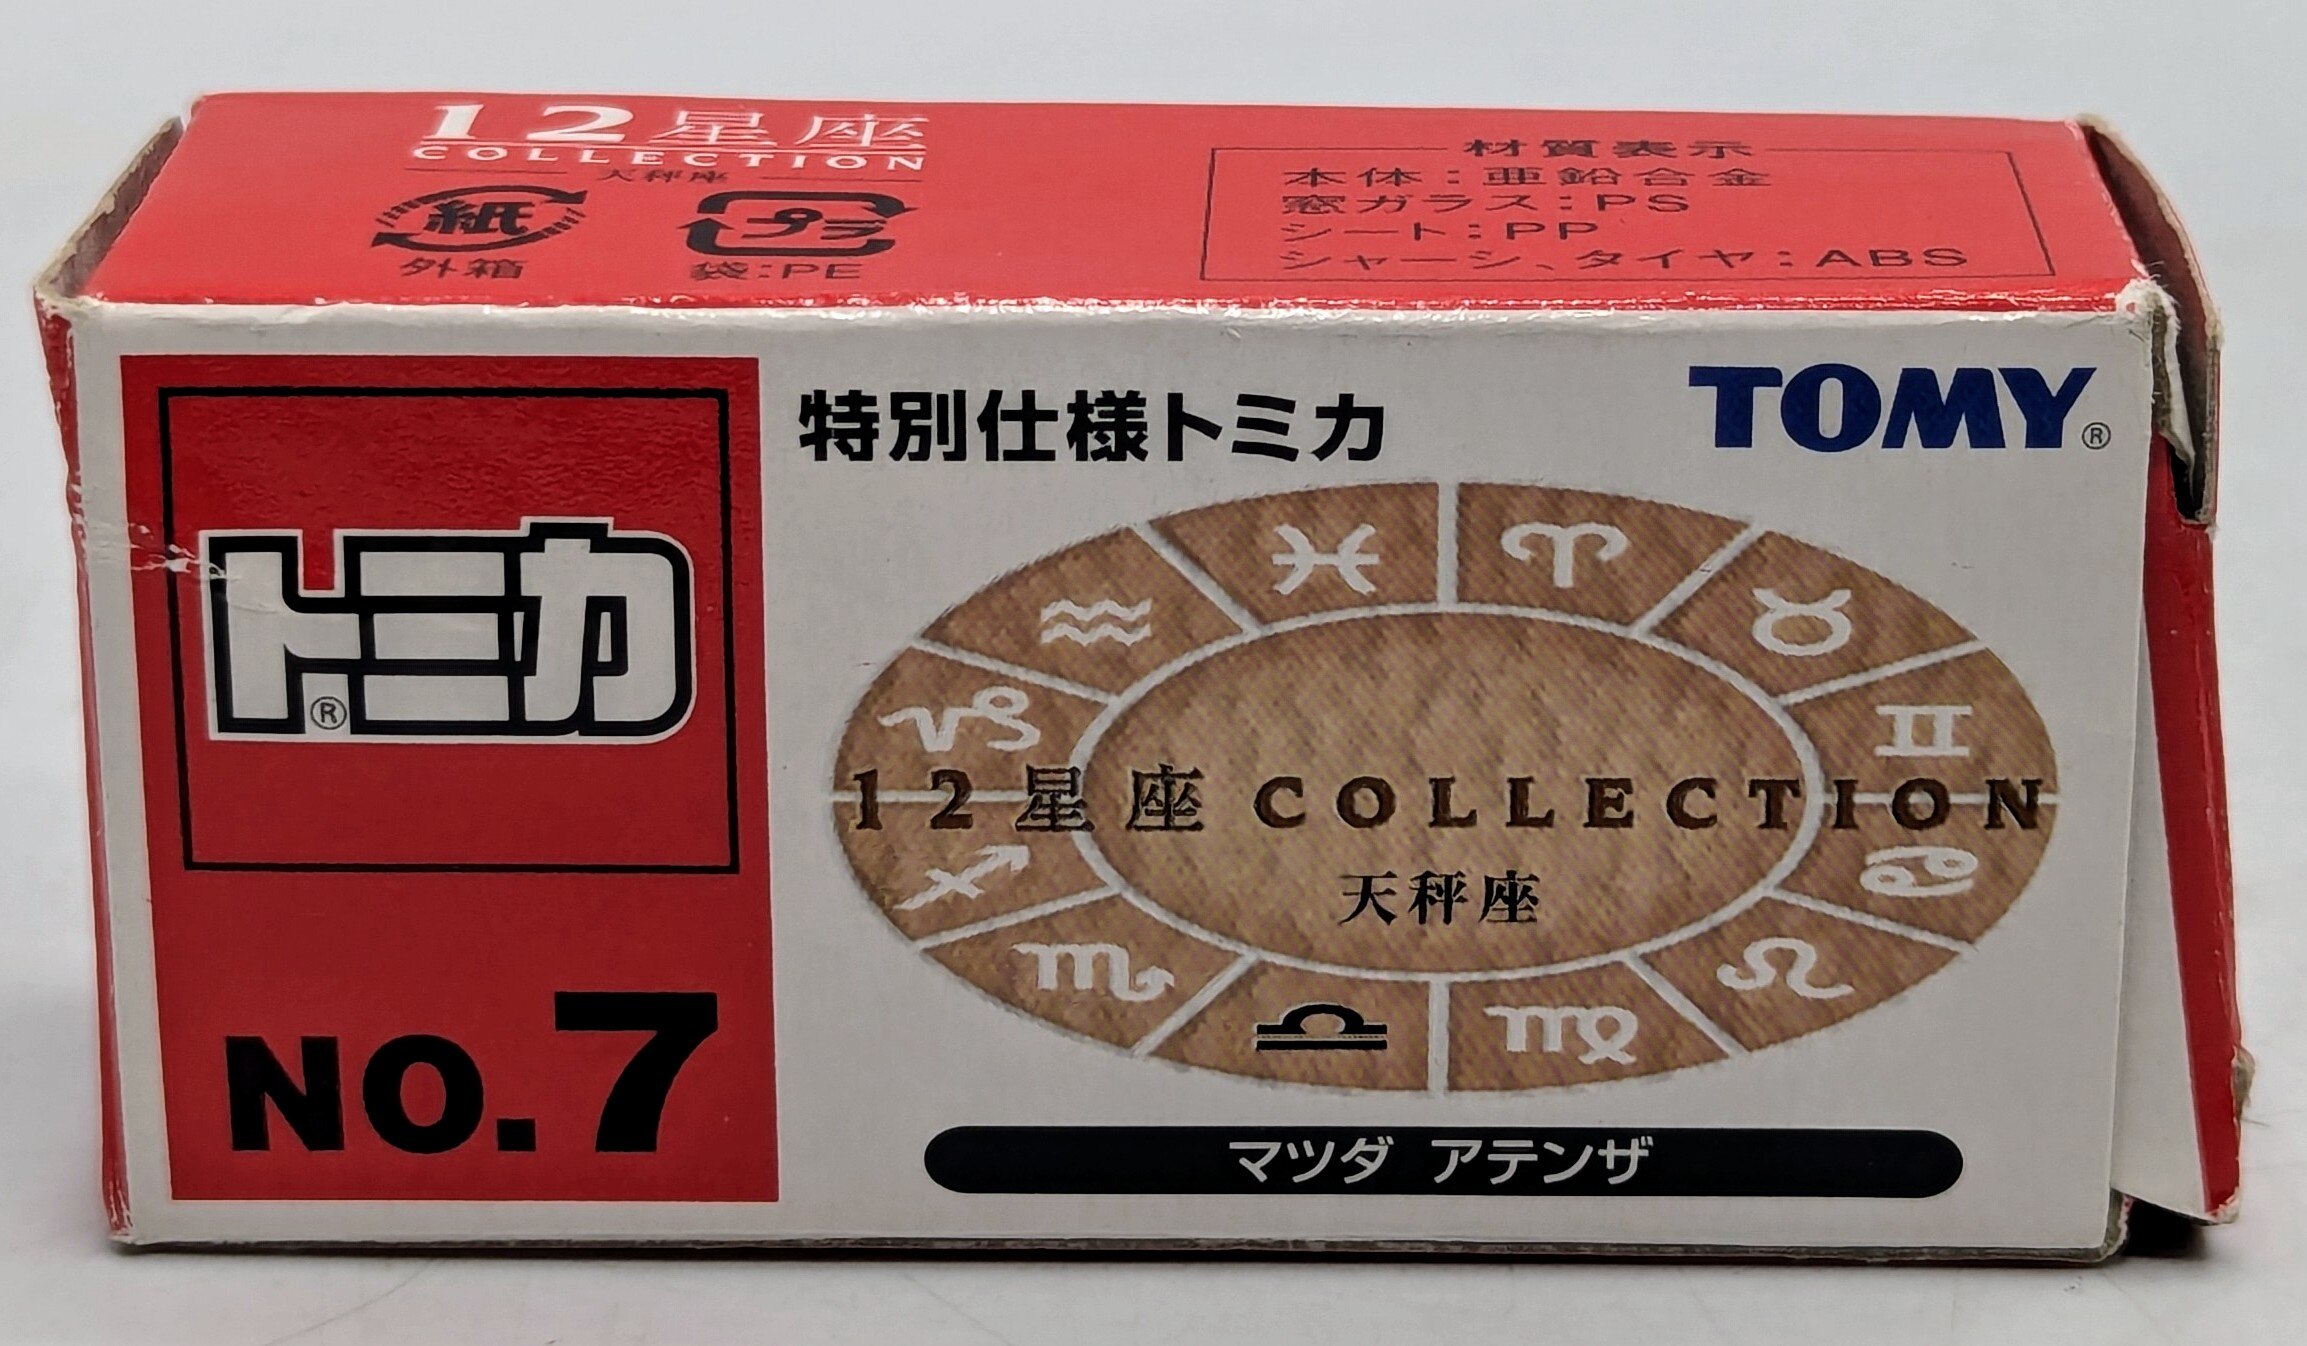 12星座
COLLECTION
天秤座
紙
外箱
プラ
袋:PE
材質表示
本体:亜鉛合金
窓ガラス:PS
シート:PP
シャーシ、タイヤ:ABS
トミカ®
NO.7
特別仕様トミカ
TOMY®
12星座 COLLECTION
天秤座
マツダ アテンザ